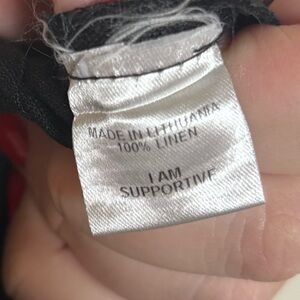 MADE IN LITHUANIA
100% LINEN
I AM
SUPPORTIVE